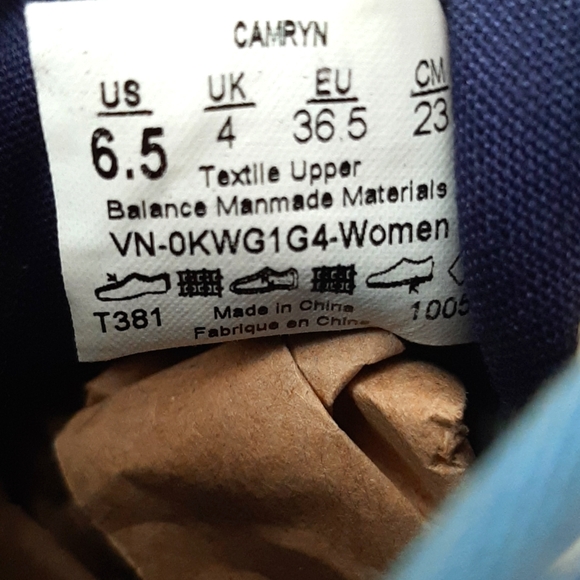 CAMRYN
US UK EU CM
6.5 4 36.5 23
Textile Upper
Balance Manmade Materials
VN-0KWG1G4-Women
T381 Made in China 1005
Fabrique en Chin